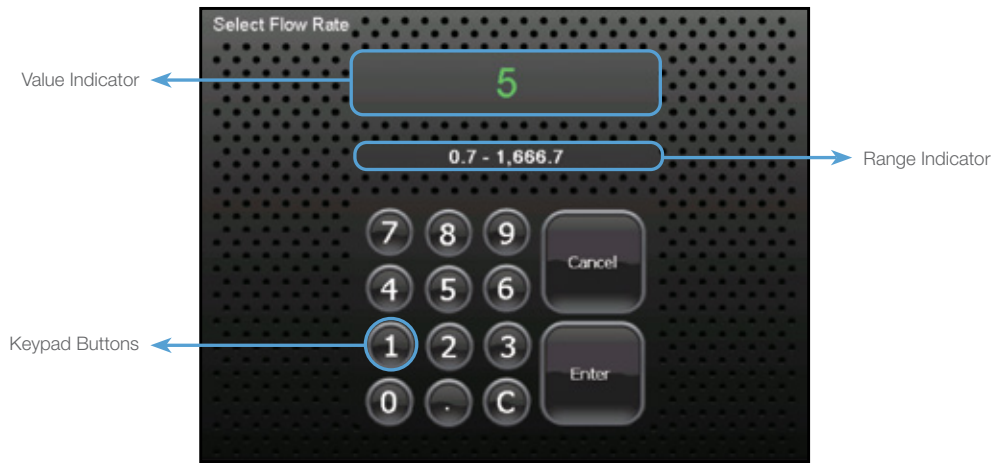 Select Flow Rate
Value Indicator
5
0.7 - 1,666.7
Range Indicator
7 8 9
Cancel
4 5 6
Keypad Buttons
1 2 3
Enter
0 . C